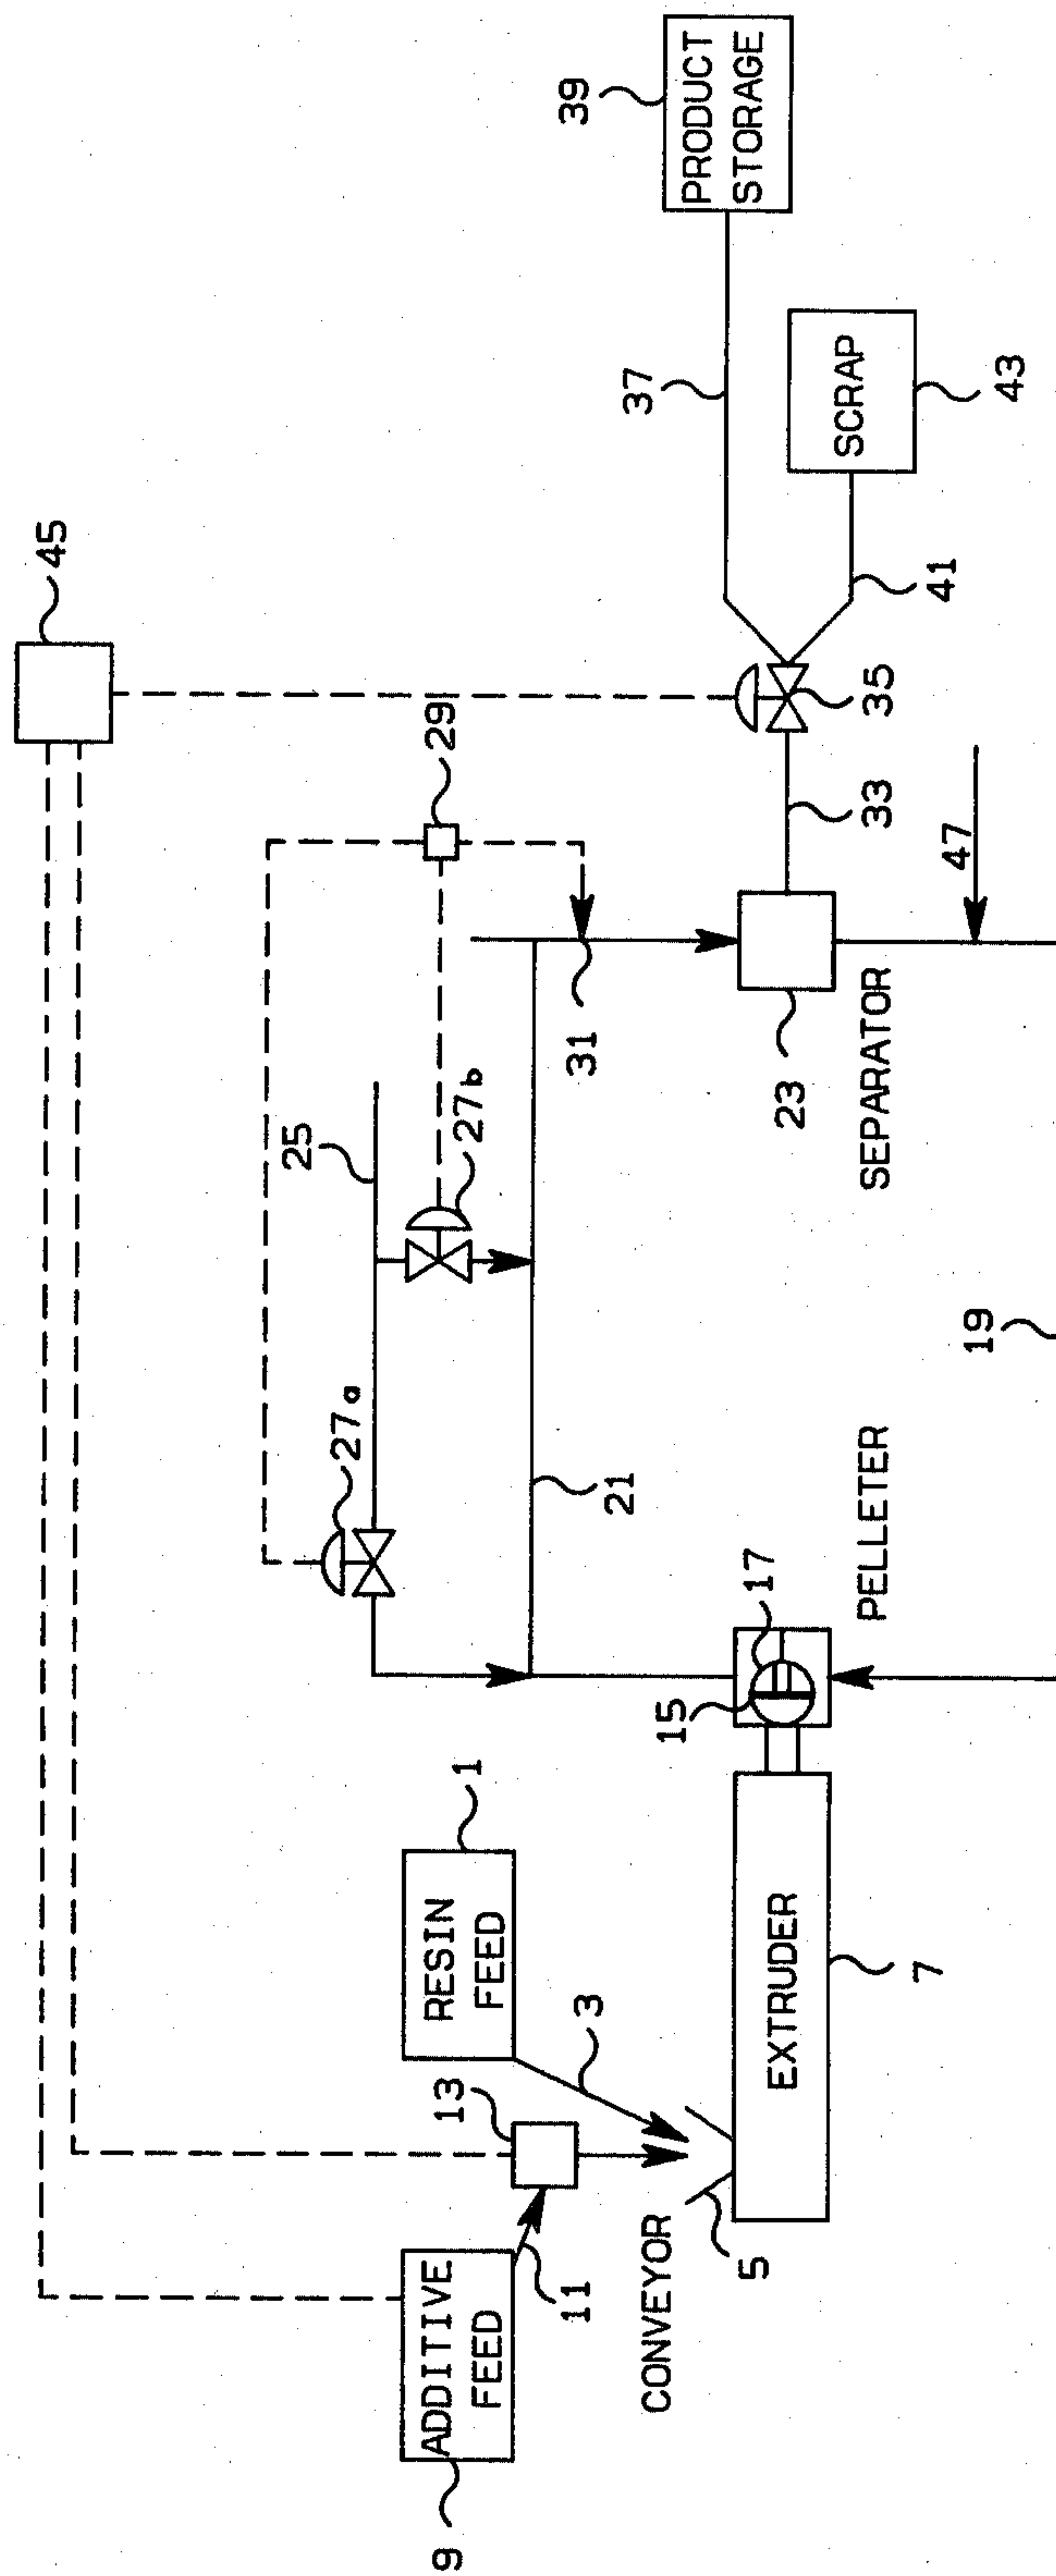 45
39
PRODUCT
STORAGE
37
SCRAP
43
41
35
33
29
31
47
23
SEPARATOR
25
27b
27a
21
19
PELLETER
17
15
1
RESIN
FEED
3
13
ADDITIVE
FEED
9
11
CONVEYOR
5
EXTRUDER
7